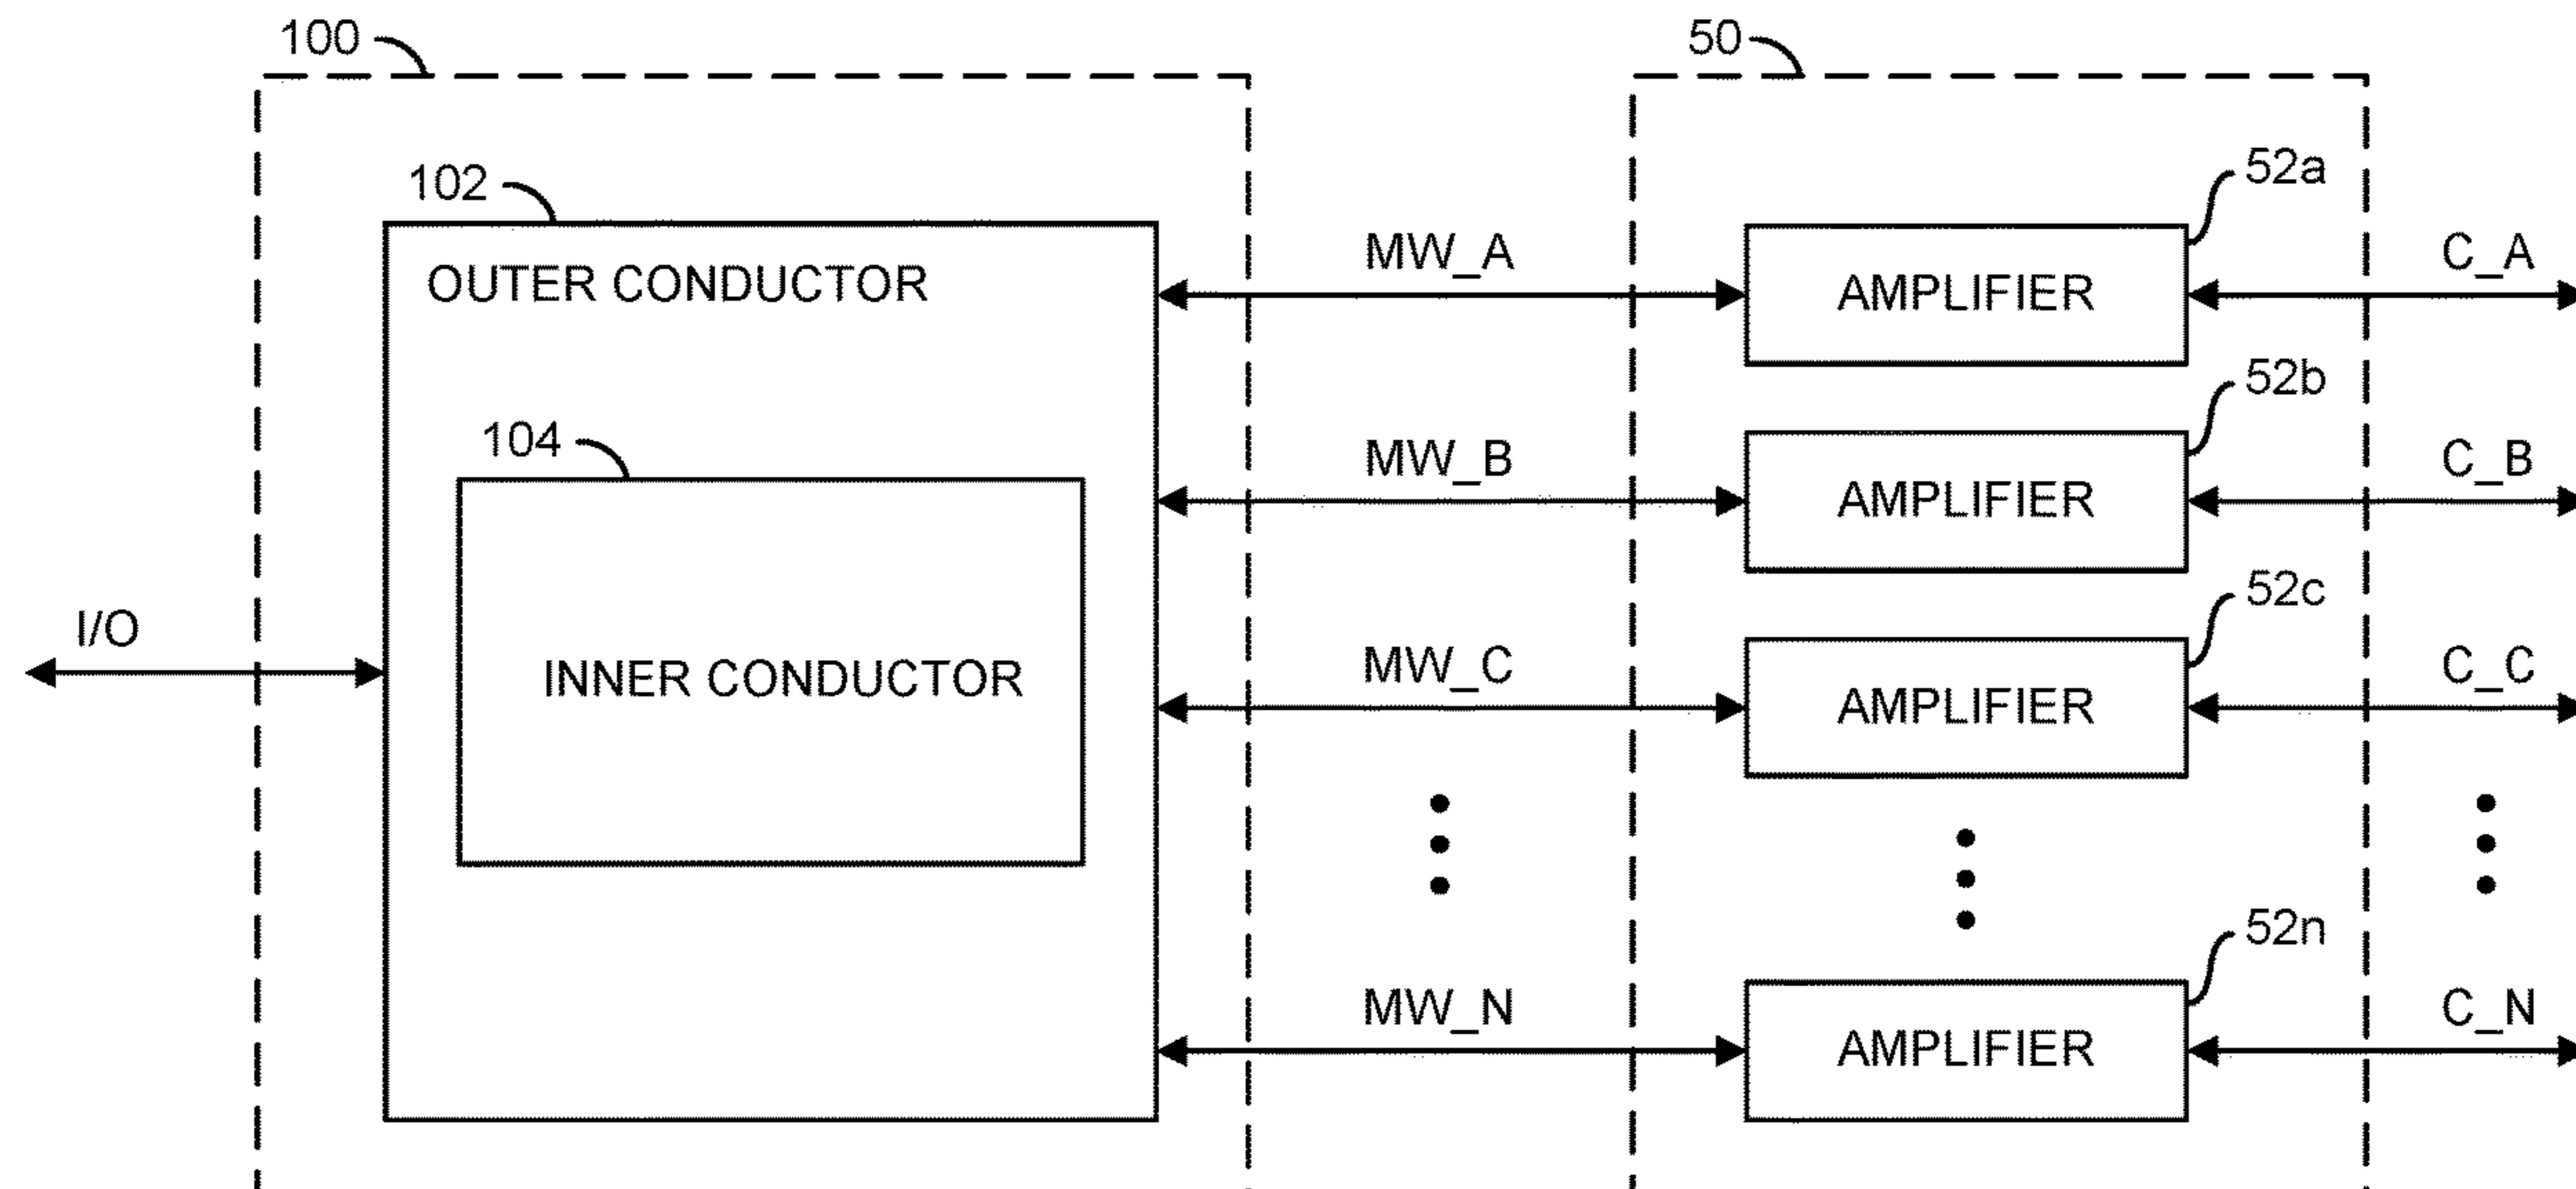 100
50
102
OUTER CONDUCTOR
104
INNER CONDUCTOR
I/O
MW_A
MW_B
MW_C
MW_N
52a
AMPLIFIER
52b
AMPLIFIER
52c
AMPLIFIER
52n
AMPLIFIER
C_A
C_B
C_C
C_N